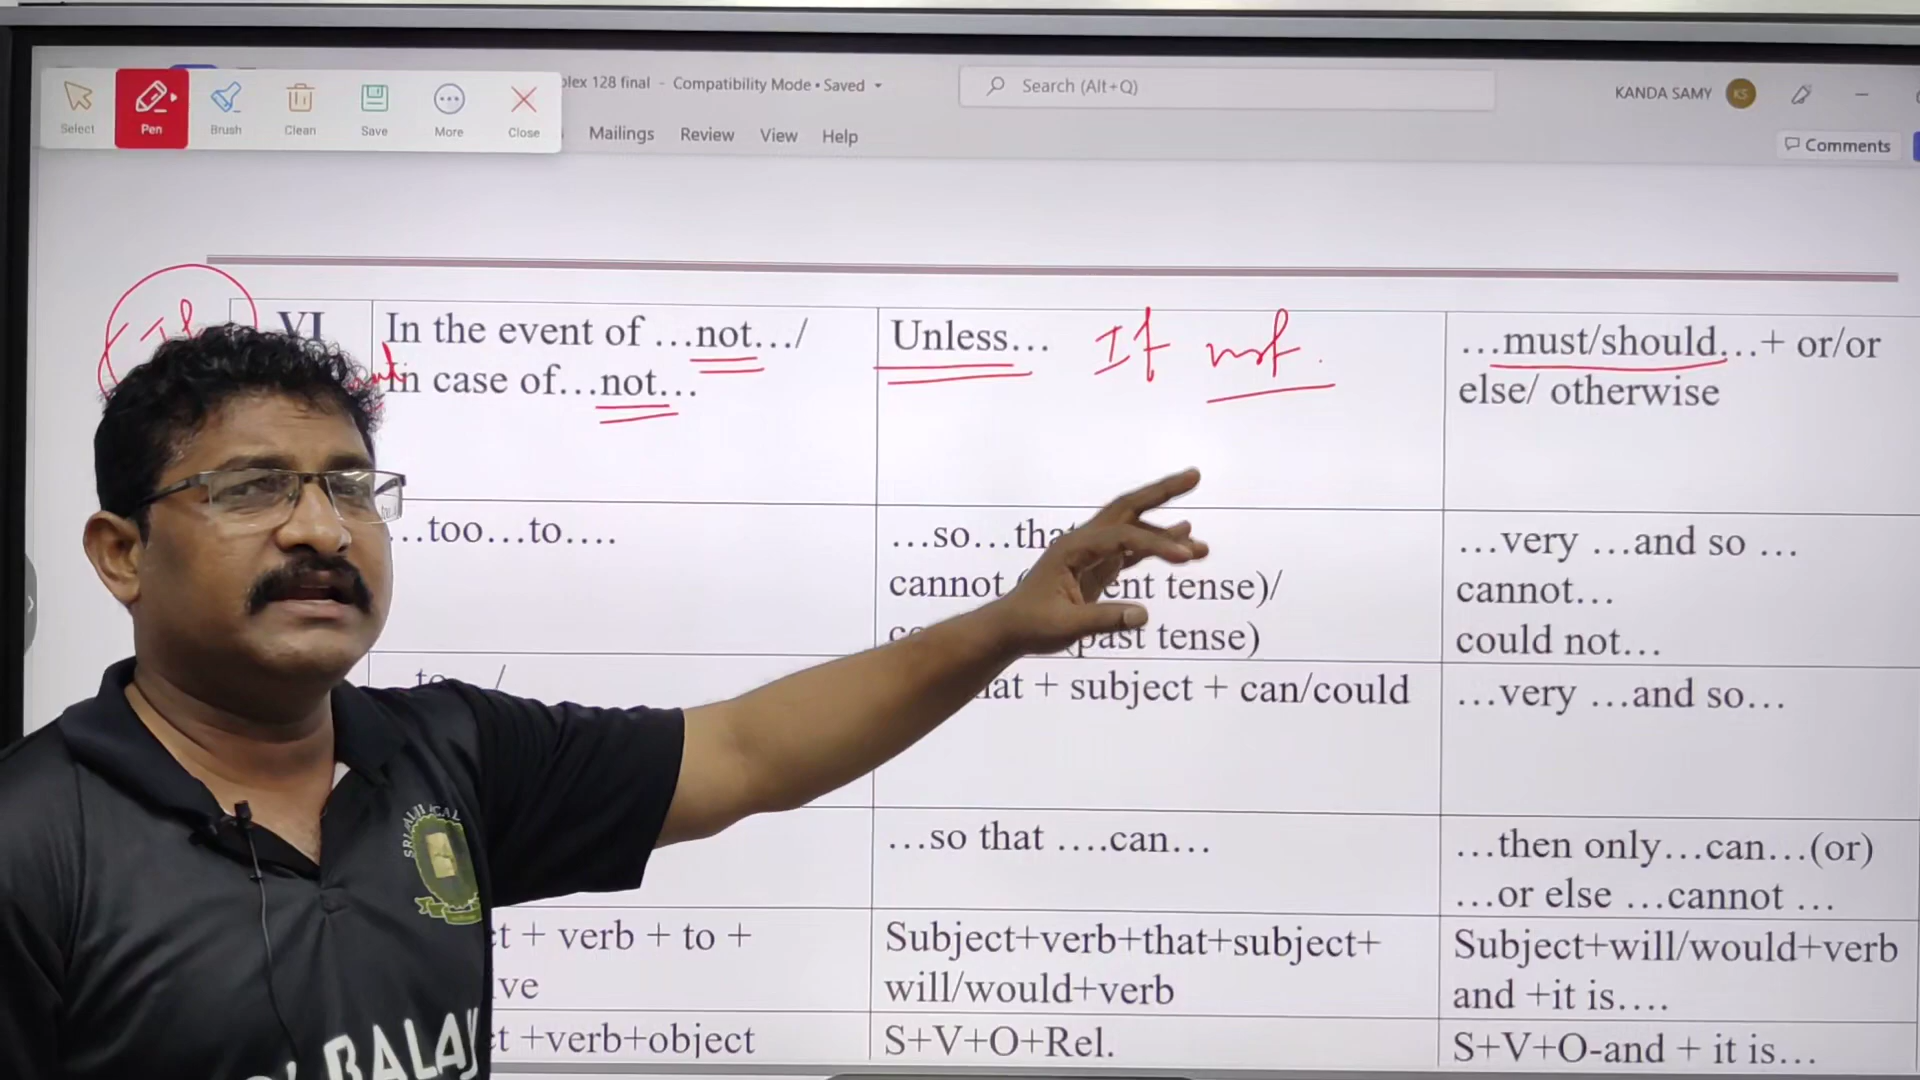 plex 128 final - Compatibility Mode • Saved
Search (Alt+Q)
KANDA SAMY
KS
Select
Pen
Brush
Clean
Save
More
Close
Mailings
Review
View
Help
Comments
If
VI
In the event of …not…/
In case of…not…
Unless…
If not.
…must/should…+ or/or
else/ otherwise
…too…to….
…so…that
cannot
tense)/
(past tense)
…very …and so …
cannot…
could not…
+ subject + can/could
…very …and so…
…so that ….can…
…then only…can…(or)
…or else …cannot …
+ verb + to +
Subject+verb+that+subject+
will/would+verb
Subject+will/would+verb
and +it is….
+verb+object
S+V+O+Rel.
S+V+O-and + it is…
BALAJ